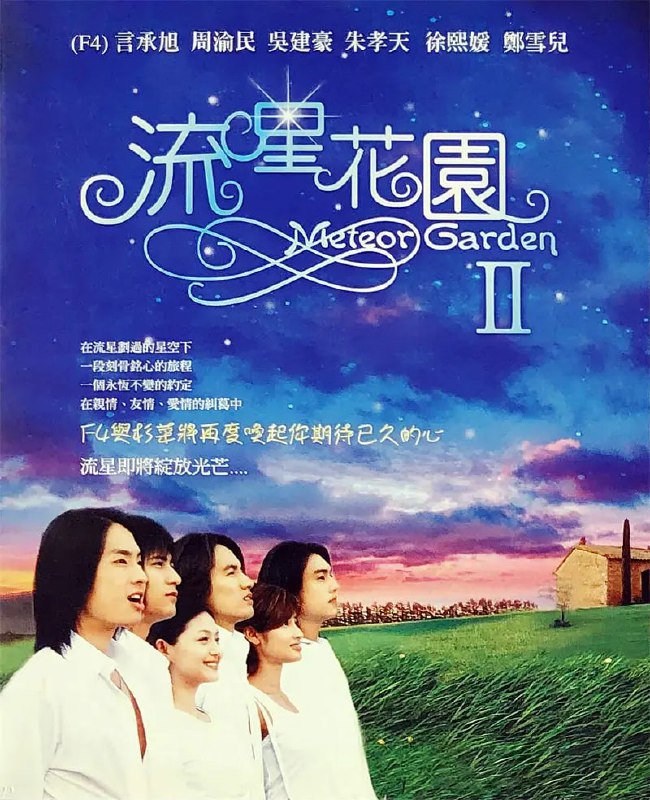 (F4) 言承旭 周渝民 吳建豪 朱孝天 徐熙媛 鄭雪兒
流星花園
Meteor Garden
II
在流星劃過的星空下
一段刻骨銘心的旅程
一個永恆不變的約定
在親情、友情、愛情的糾葛中
F4與杉菜將再度喚起你期待已久的心
流星即將綻放光芒....